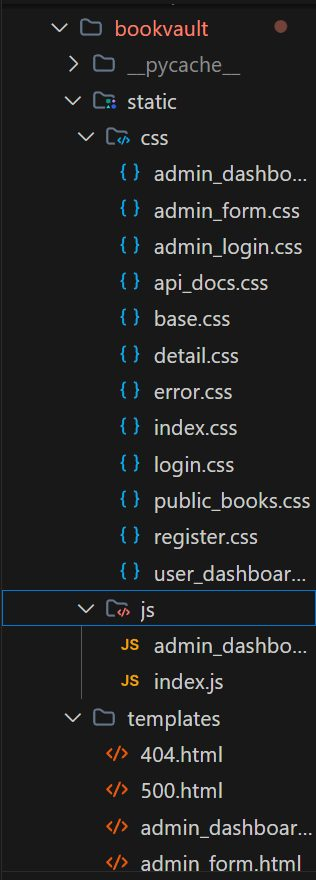 bookvault
__pycache__
static
css
admin_dashbo...
admin_form.css
admin_login.css
api_docs.css
base.css
detail.css
error.css
index.css
login.css
public_books.css
register.css
user_dashboar...
js
JS admin_dashbo...
JS index.js
templates
404.html
500.html
admin_dashboar...
admin_form.html